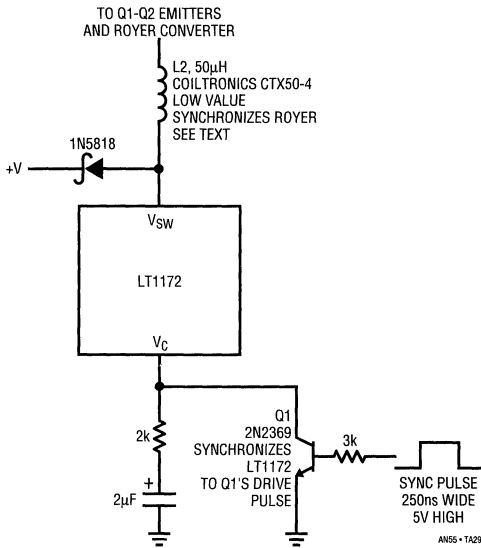 TO Q1-Q2 EMITTERS
AND ROYER CONVERTER
L2, 50µH
COILTRONICS CTX50-4
LOW VALUE
SYNCHRONIZES ROYER
SEE TEXT
1N5818
+V
VSW
LT1172
VC
Q1
2N2369
SYNCHRONIZES
LT1172
TO Q1'S DRIVE
PULSE
2k
3k
+
2µF
SYNC PULSE
250ns WIDE
5V HIGH
AN55 • TA29